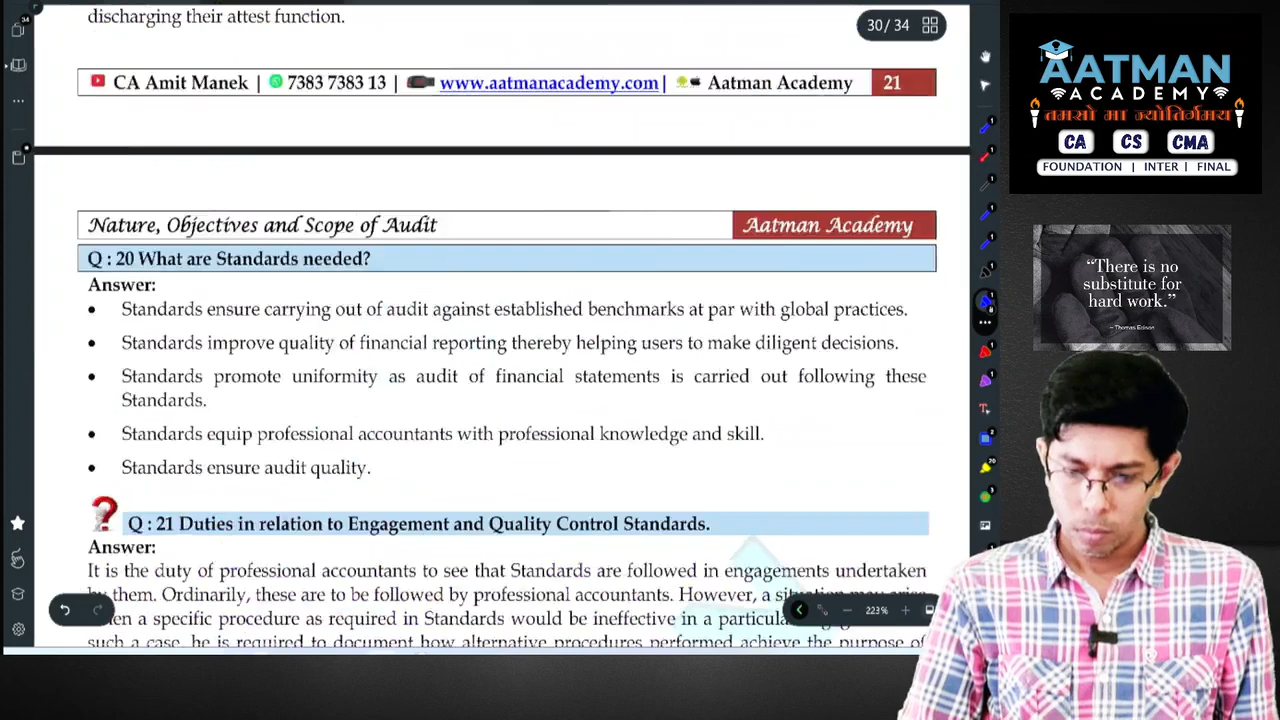 discharging their attest function.
30/34
CA Amit Manek | 7383 7383 13 | www.aatmanacademy.com| Aatman Academy 21
Nature, Objectives and Scope of Audit Aatman Academy
Q : 20 What are Standards needed?
Answer:
• Standards ensure carrying out of audit against established benchmarks at par with global practices.
• Standards improve quality of financial reporting thereby helping users to make diligent decisions.
• Standards promote uniformity as audit of financial statements is carried out following these
Standards.
• Standards equip professional accountants with professional knowledge and skill.
• Standards ensure audit quality.
Q : 21 Duties in relation to Engagement and Quality Control Standards.
Answer:
It is the duty of professional accountants to see that Standards are followed in engagements undertaken
by them. Ordinarily, these are to be followed by professional accountants. However, a situation may arise
when a specific procedure as required in Standards would be ineffective in a particular
such a case, he is required to document how alternative procedures performed achieve the purpose of
223%
AATMAN
ACADEMY
तमसो मा ज्योतिर्गमय
CA CS CMA
FOUNDATION | INTER | FINAL
“There is no
substitute for
hard work.”
– Thomas Edison